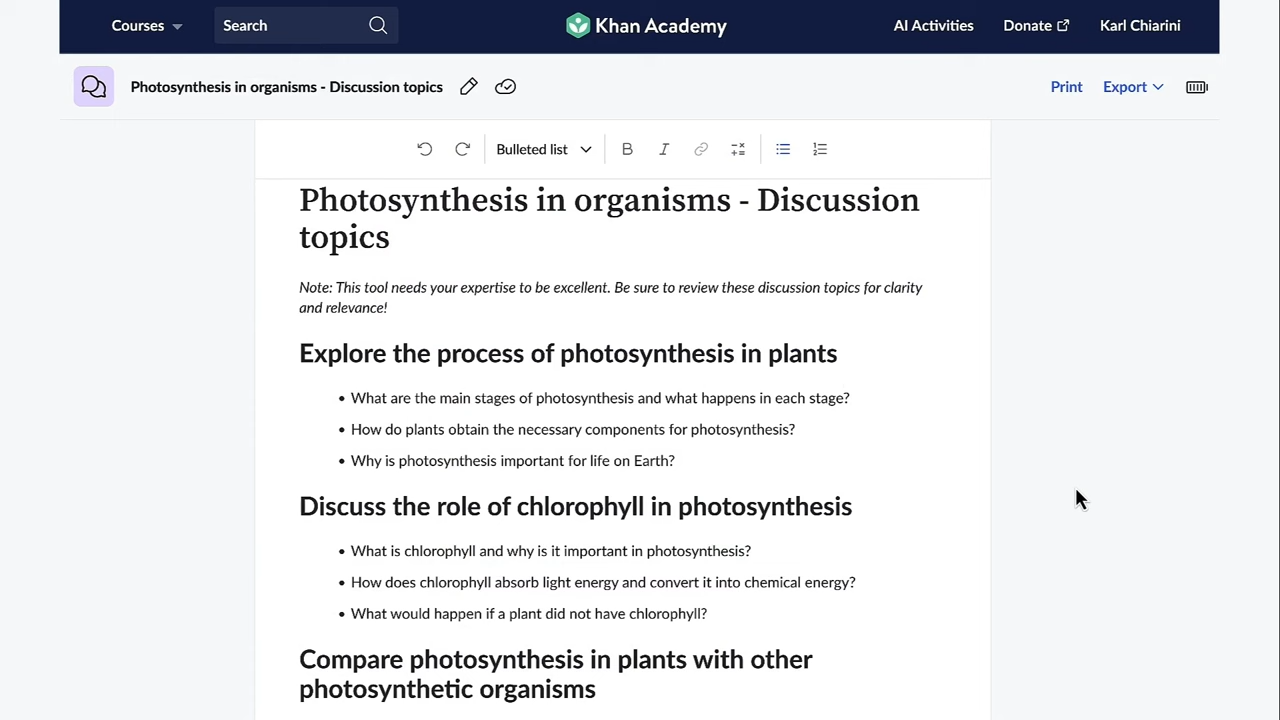 Courses
Search
Khan Academy
AI Activities
Donate
Karl Chiarini
Photosynthesis in organisms - Discussion topics
Print
Export
Bulleted list
B
I
Photosynthesis in organisms - Discussion
topics
Note: This tool needs your expertise to be excellent. Be sure to review these discussion topics for clarity
and relevance!
Explore the process of photosynthesis in plants
• What are the main stages of photosynthesis and what happens in each stage?
• How do plants obtain the necessary components for photosynthesis?
• Why is photosynthesis important for life on Earth?
Discuss the role of chlorophyll in photosynthesis
• What is chlorophyll and why is it important in photosynthesis?
• How does chlorophyll absorb light energy and convert it into chemical energy?
• What would happen if a plant did not have chlorophyll?
Compare photosynthesis in plants with other
photosynthetic organisms